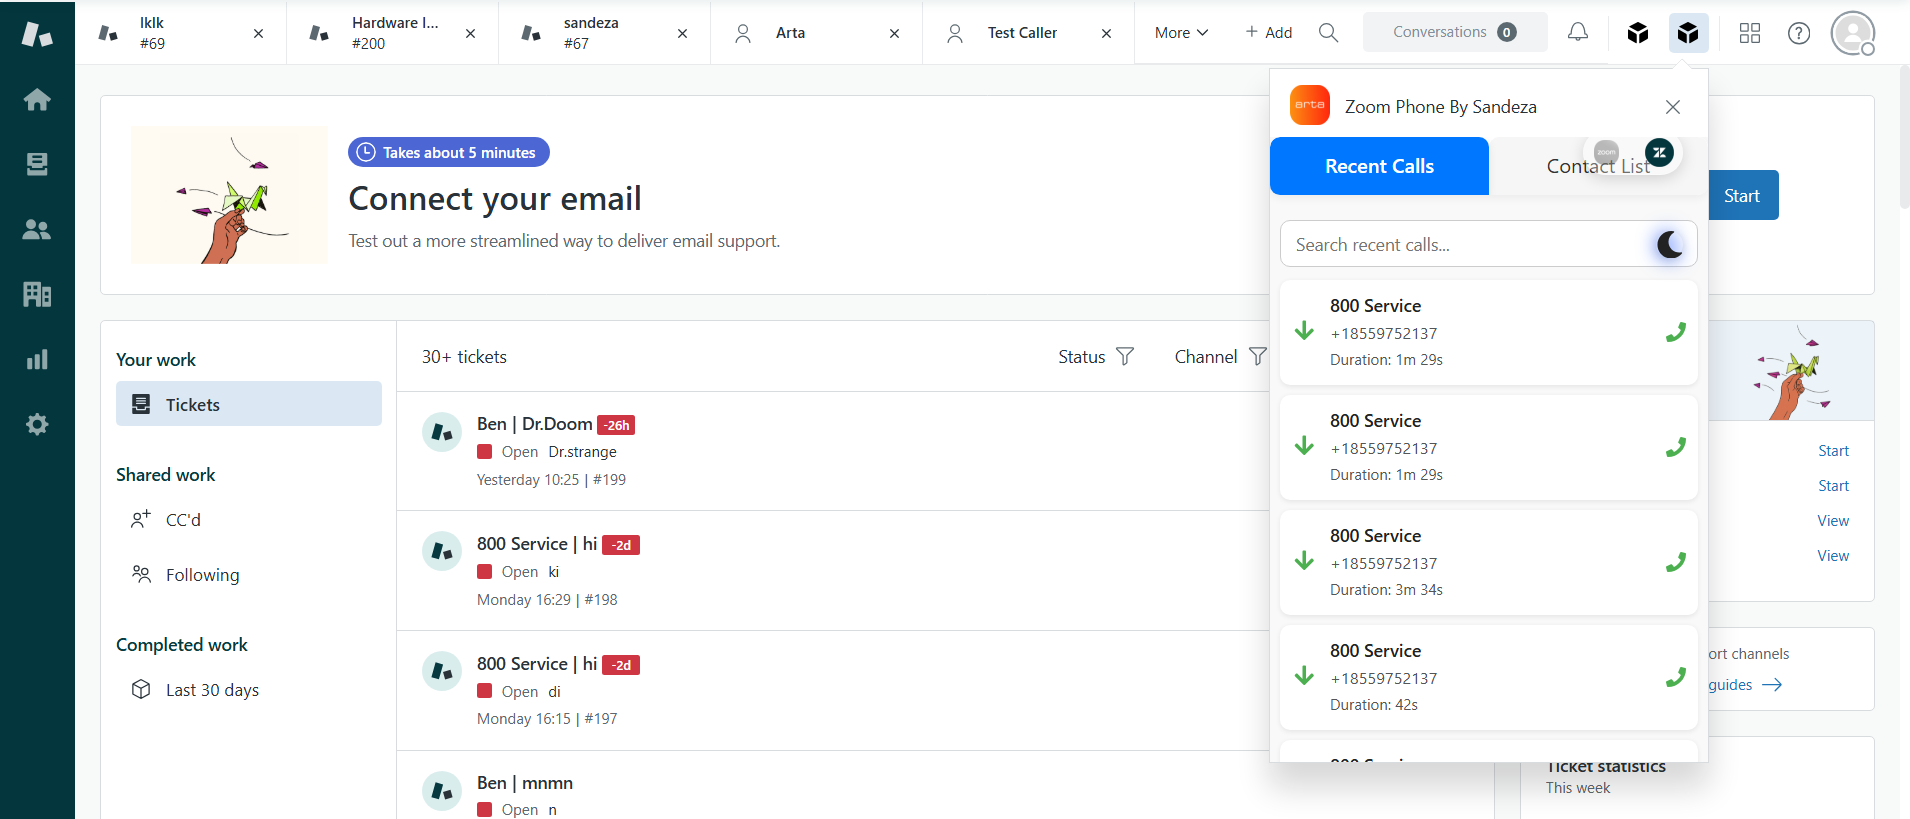 lklk
#69
Hardware I...
#200
sandeza
#67
Arta
Test Caller
More
+ Add
Conversations 0
arta
Zoom Phone By Sandeza
Takes about 5 minutes
Connect your email
Test out a more streamlined way to deliver email support.
Recent Calls
Contact List
zoom
Start
Search recent calls...
Your work
Tickets
Shared work
CC'd
Following
Completed work
Last 30 days
30+ tickets
Status
Channel
Ben | Dr.Doom -26h
Open Dr.strange
Yesterday 10:25 | #199
800 Service | hi -2d
Open ki
Monday 16:29 | #198
800 Service | hi -2d
Open di
Monday 16:15 | #197
Ben | mnmn
Open n
800 Service
+18559752137
Duration: 1m 29s
800 Service
+18559752137
Duration: 1m 29s
800 Service
+18559752137
Duration: 3m 34s
800 Service
+18559752137
Duration: 42s
800 Service
Start
Start
View
View
ort channels
guides
Ticket statistics
This week